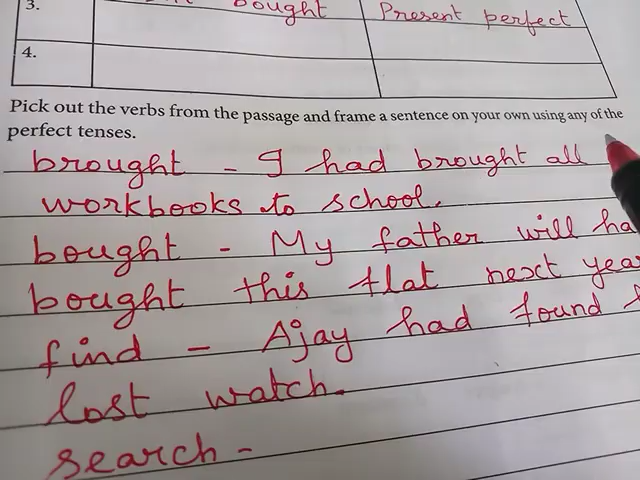 3. bought Present perfect
4.
Pick out the verbs from the passage and frame a sentence on your own using any of the
perfect tenses.
brought - I had brought all
workbooks to school.
bought - My father will ha
bought this flat next year
find - Ajay had found
lost watch.
search -